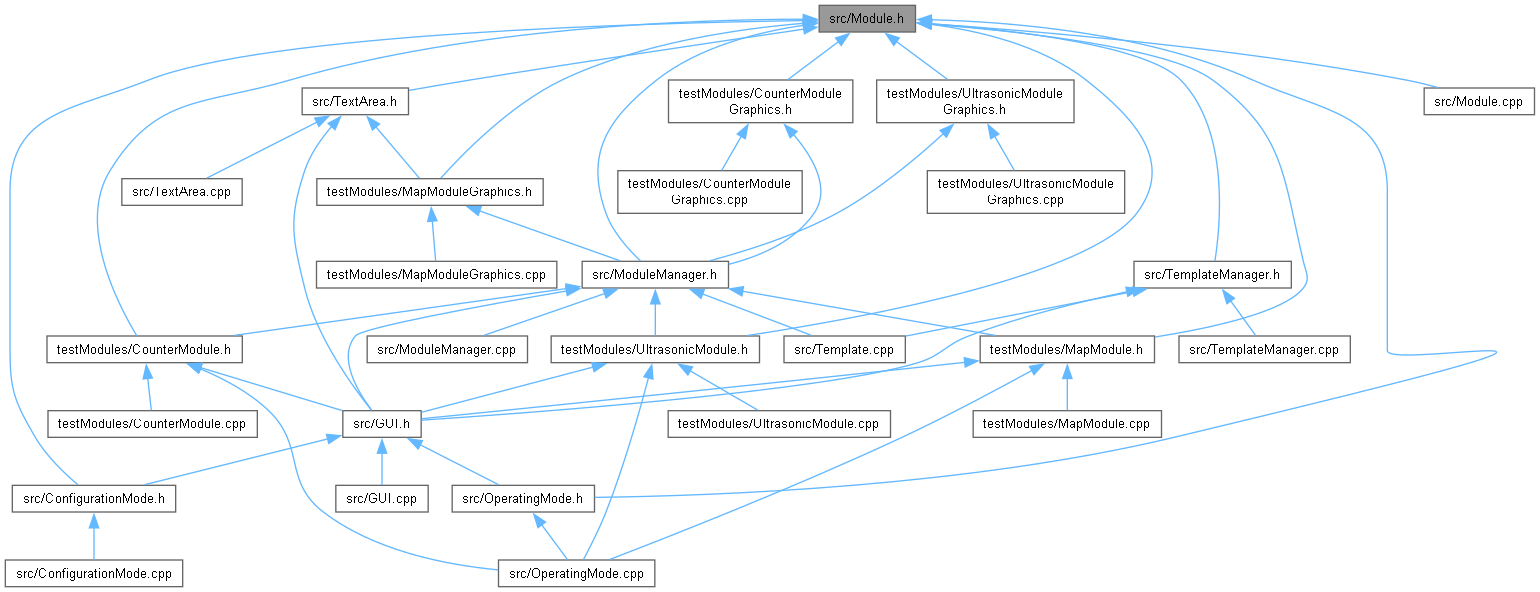 src/Module.h
testModules/CounterModule
Graphics.h
testModules/UltrasonicModule
Graphics.h
src/TextArea.h
src/Module.cpp
src/TextArea.cpp
testModules/MapModuleGraphics.h
testModules/CounterModule
Graphics.cpp
testModules/UltrasonicModule
Graphics.cpp
testModules/MapModuleGraphics.cpp
src/ModuleManager.h
src/TemplateManager.h
testModules/CounterModule.h
src/ModuleManager.cpp
testModules/UltrasonicModule.h
src/Template.cpp
testModules/MapModule.h
src/TemplateManager.cpp
testModules/CounterModule.cpp
src/GUI.h
testModules/UltrasonicModule.cpp
testModules/MapModule.cpp
src/ConfigurationMode.h
src/GUI.cpp
src/OperatingMode.h
src/ConfigurationMode.cpp
src/OperatingMode.cpp